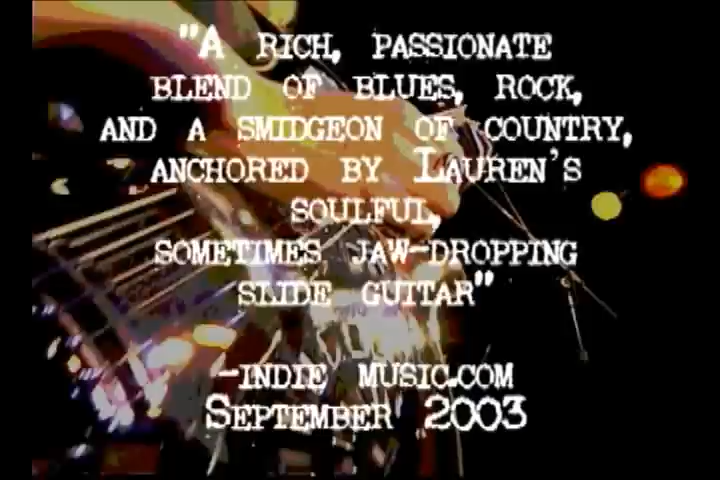 "A RICH, PASSIONATE
BLEND OF BLUES, ROCK,
AND A SMIDGEON OF COUNTRY,
ANCHORED BY LAUREN'S
SOULFUL,
SOMETIMES JAW-DROPPING
SLIDE GUITAR"
-INDIE MUSIC.COM
SEPTEMBER 2003